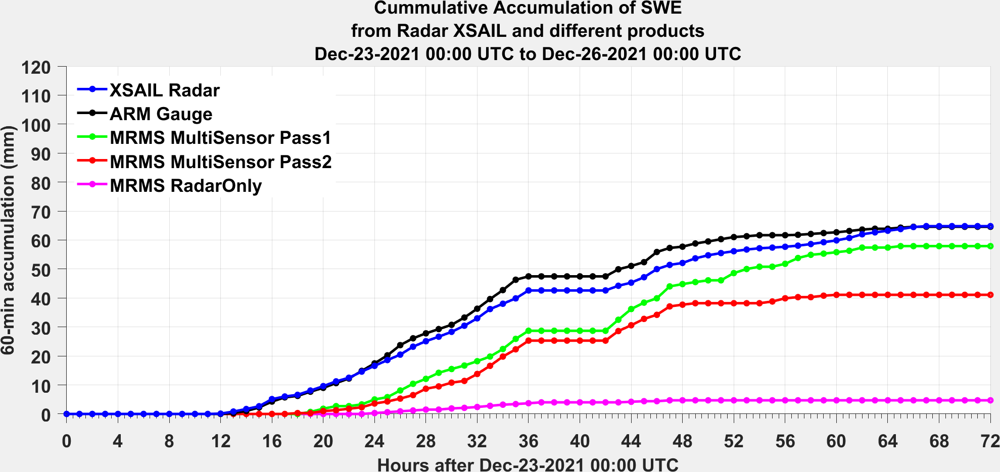 Cummulative Accumulation of SWE
from Radar XSAIL and different products
Dec-23-2021 00:00 UTC to Dec-26-2021 00:00 UTC
120
110
100
90
80
70
60
50
40
30
20
10
0
60-min accumulation (mm)
XSAIL Radar
ARM Gauge
MRMS MultiSensor Pass1
MRMS MultiSensor Pass2
MRMS RadarOnly
0 4 8 12 16 20 24 28 32 36 40 44 48 52 56 60 64 68 72
Hours after Dec-23-2021 00:00 UTC